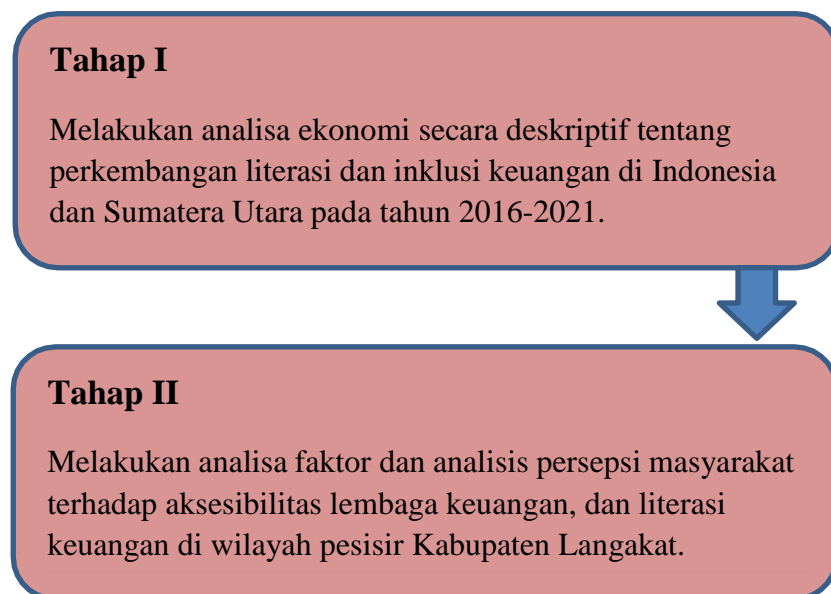 Tahap I
Melakukan analisa ekonomi secara deskriptif tentang
perkembangan literasi dan inklusi keuangan di Indonesia
dan Sumatera Utara pada tahun 2016-2021.
Tahap II
Melakukan analisa faktor dan analisis persepsi masyarakat
terhadap aksesibilitas lembaga keuangan, dan literasi
keuangan di wilayah pesisir Kabupaten Langakat.